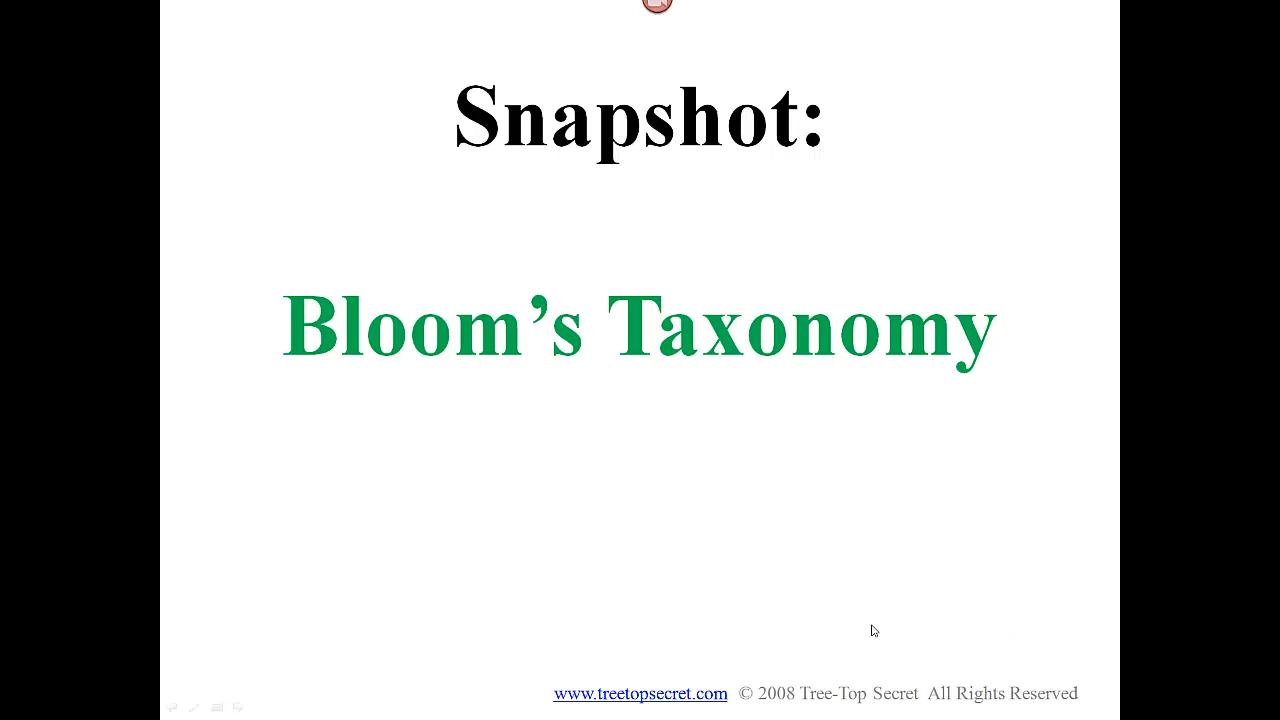 Snapshot:
Bloom’s Taxonomy
www.treetopsecret.com © 2008 Tree-Top Secret All Rights Reserved